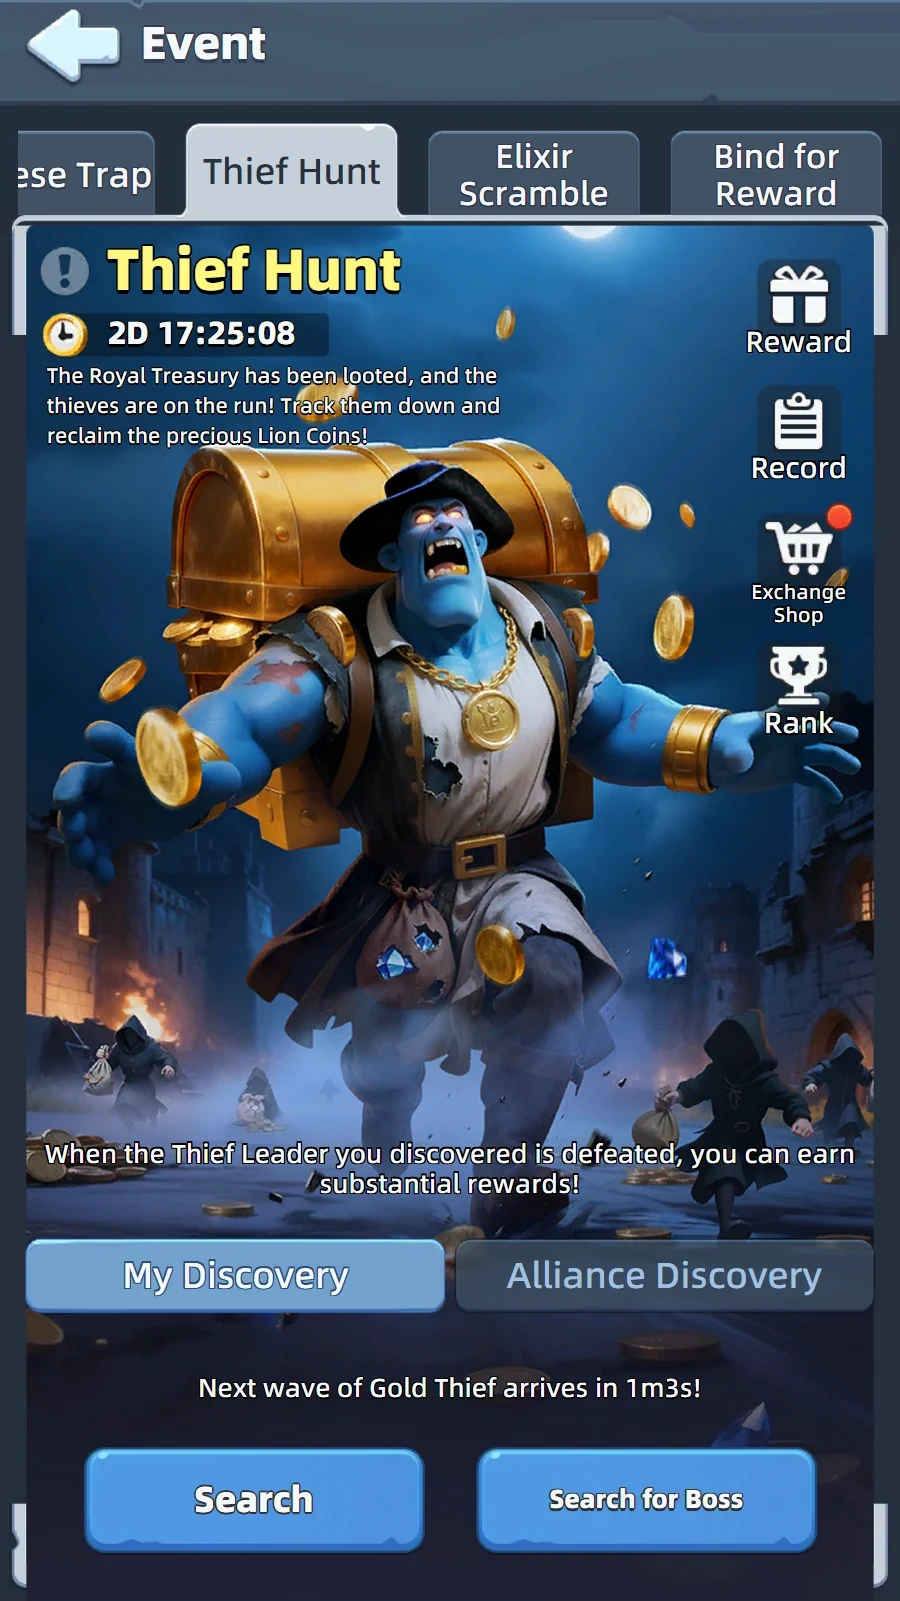 Event
ese Trap
Thief Hunt
Elixir
Scramble
Bind for
Reward
Thief Hunt
2D 17:25:08
The Royal Treasury has been looted, and the
thieves are on the run! Track them down and
reclaim the precious Lion Coins!
Reward
Record
Exchange
Shop
Rank
When the Thief Leader you discovered is defeated, you can earn
substantial rewards!
My Discovery
Alliance Discovery
Next wave of Gold Thief arrives in 1m3s!
Search
Search for Boss